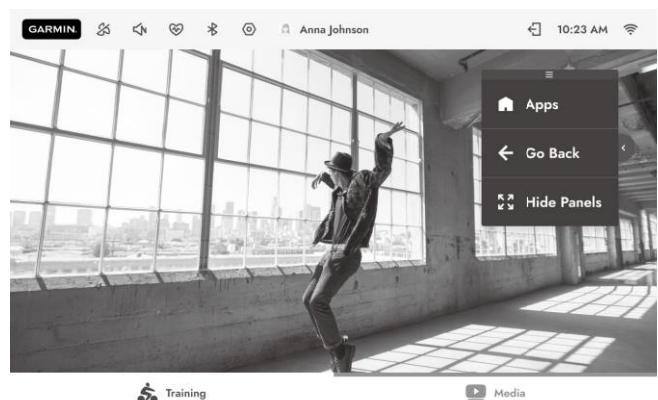 GARMIN. Anna Johnson 10:23 AM
Apps
Go Back
Hide Panels
Training Media